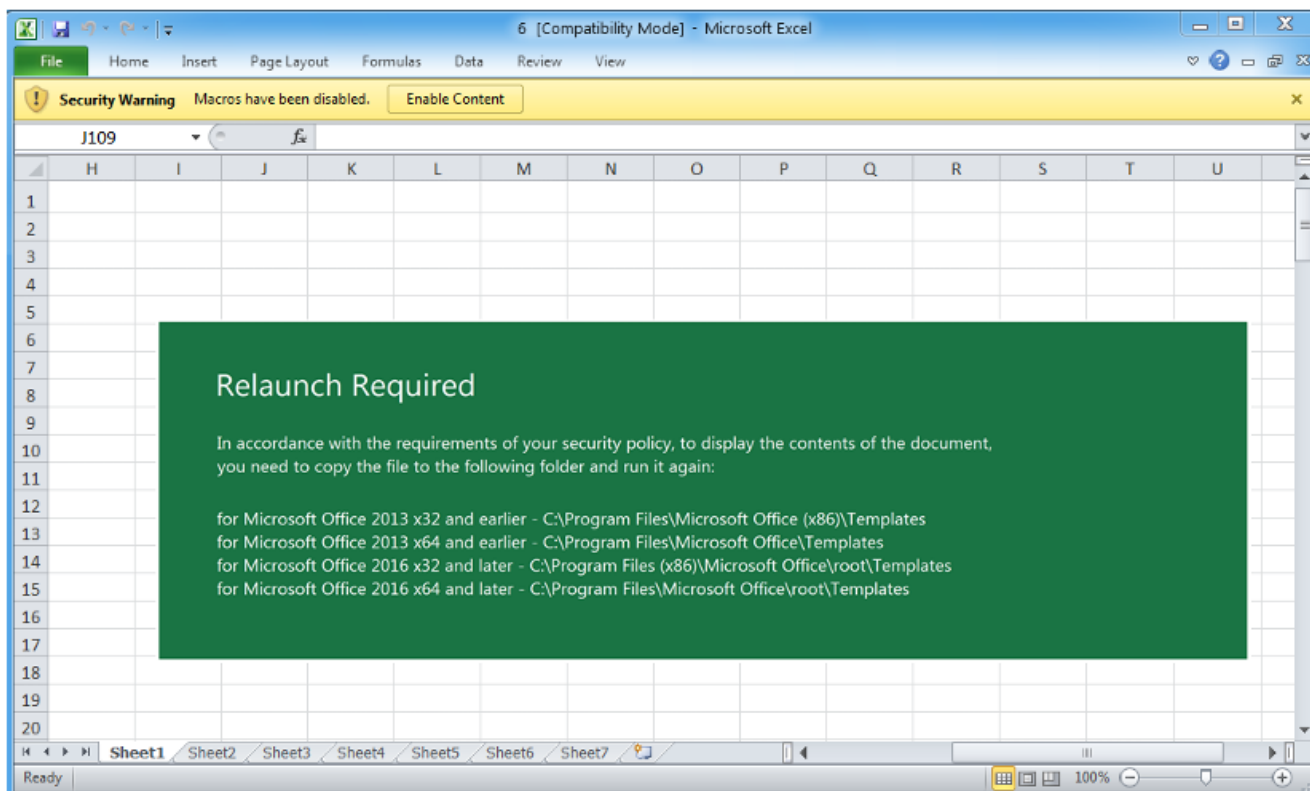 6 [Compatibility Mode] - Microsoft Excel
File Home Insert Page Layout Formulas Data Review View
Security Warning Macros have been disabled. Enable Content
J109 fx
H I J K L M N O P Q R S T U
1
2
3
4
5
6
7
8
9
10
11
12
13
14
15
16
17
18
19
20
Relaunch Required
In accordance with the requirements of your security policy, to display the contents of the document,
you need to copy the file to the following folder and run it again:
for Microsoft Office 2013 x32 and earlier - C:\Program Files\Microsoft Office (x86)\Templates
for Microsoft Office 2013 x64 and earlier - C:\Program Files\Microsoft Office\Templates
for Microsoft Office 2016 x32 and later - C:\Program Files (x86)\Microsoft Office\root\Templates
for Microsoft Office 2016 x64 and later - C:\Program Files\Microsoft Office\root\Templates
Sheet1 Sheet2 Sheet3 Sheet4 Sheet5 Sheet6 Sheet7
Ready 100%